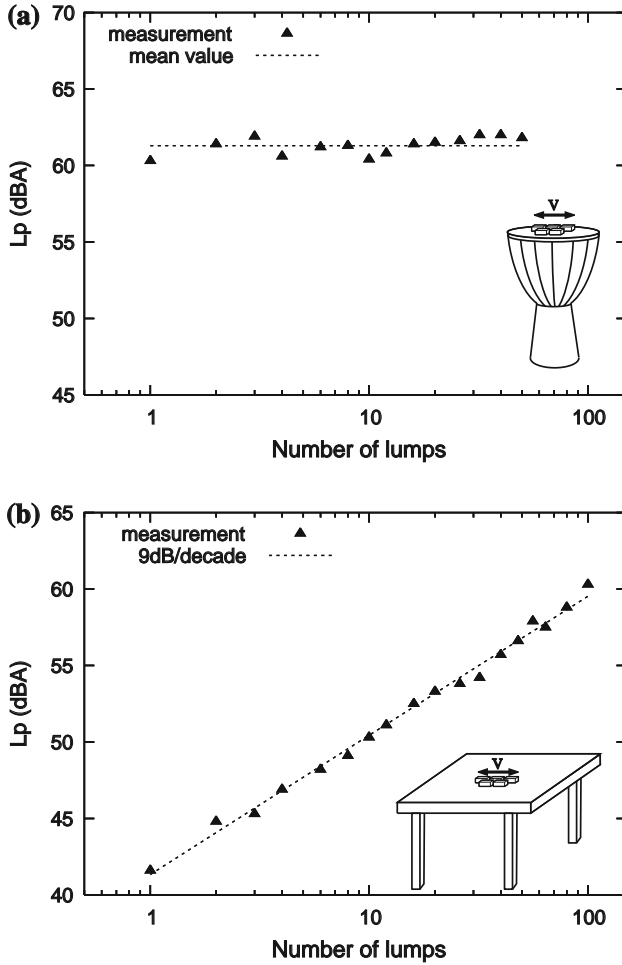 (a)
70
65
60
55
50
45
Lp (dBA)
measurement
mean value
V
1
10
100
Number of lumps
(b)
65
60
55
50
45
40
Lp (dBA)
measurement
9dB/decade
V
1
10
100
Number of lumps